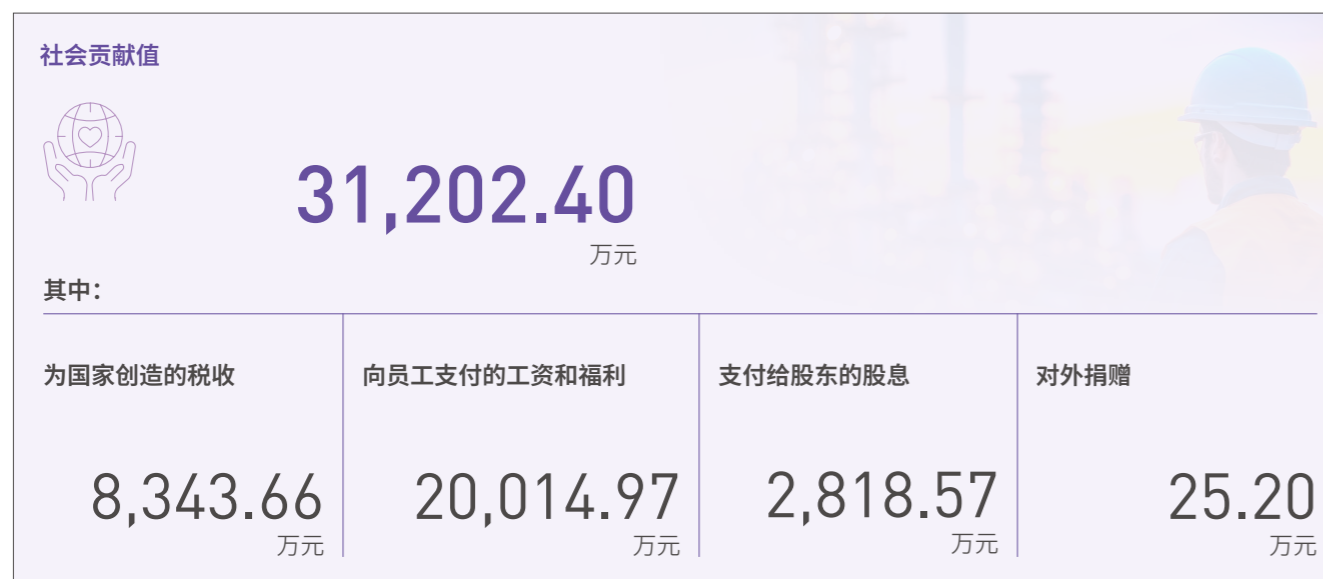 社会贡献值
31,202.40
万元
其中：
为国家创造的税收
8,343.66
万元
向员工支付的工资和福利
20,014.97
万元
支付给股东的股息
2,818.57
万元
对外捐赠
25.20
万元